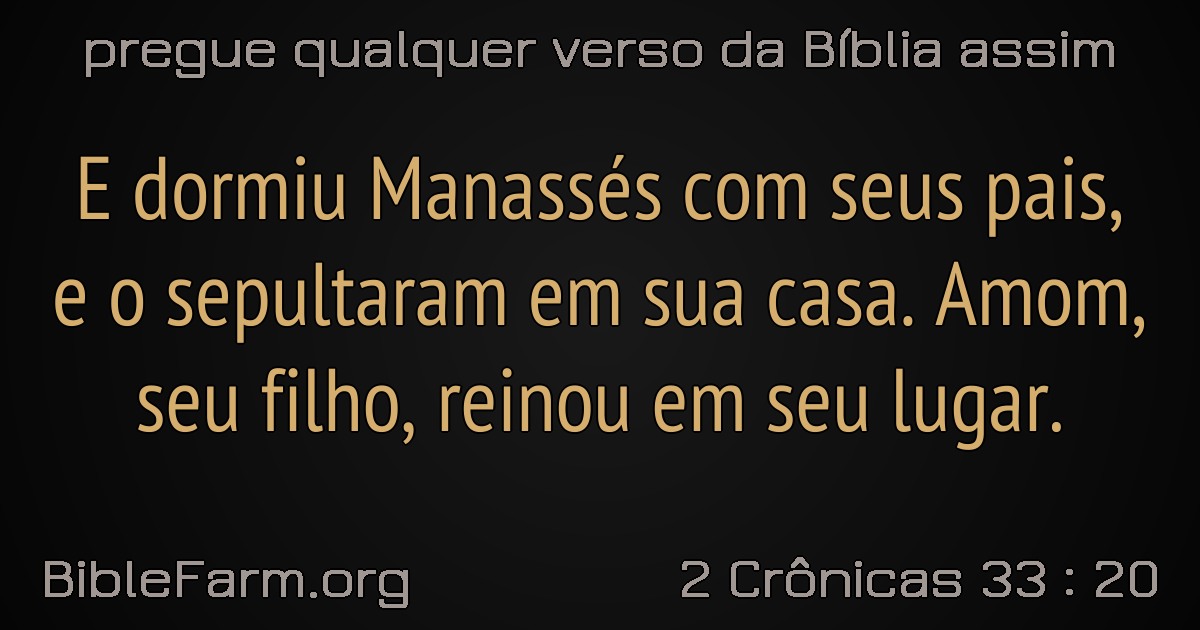 pregue qualquer verso da Bíblia assim
E dormiu Manassés com seus pais,
e o sepultaram em sua casa. Amom,
seu filho, reinou em seu lugar.
BibleFarm.org
2 Crônicas 33 : 20